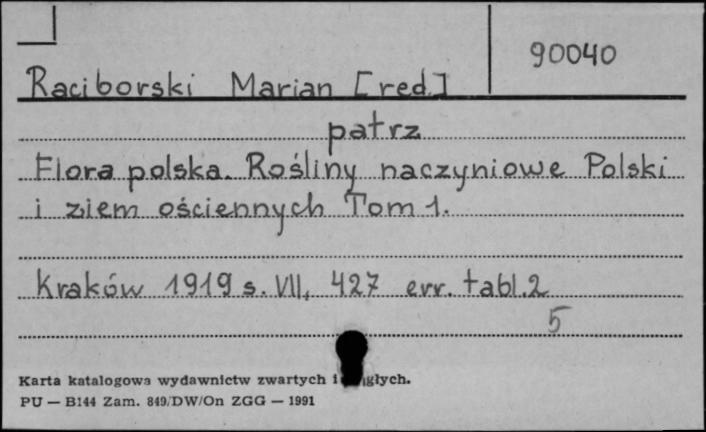 90040
Raciborski Marian [red.]
patrz
Flora polska. Rośliny naczyniowe Polski
i ziem ościennych Tom 1.
Kraków 1919 s. VII, 427 err. tabl. 2
5
Karta katalogowa wydawnictw zwartych i
PU — B144 Zam. 849/DW/On ZGG — 1991